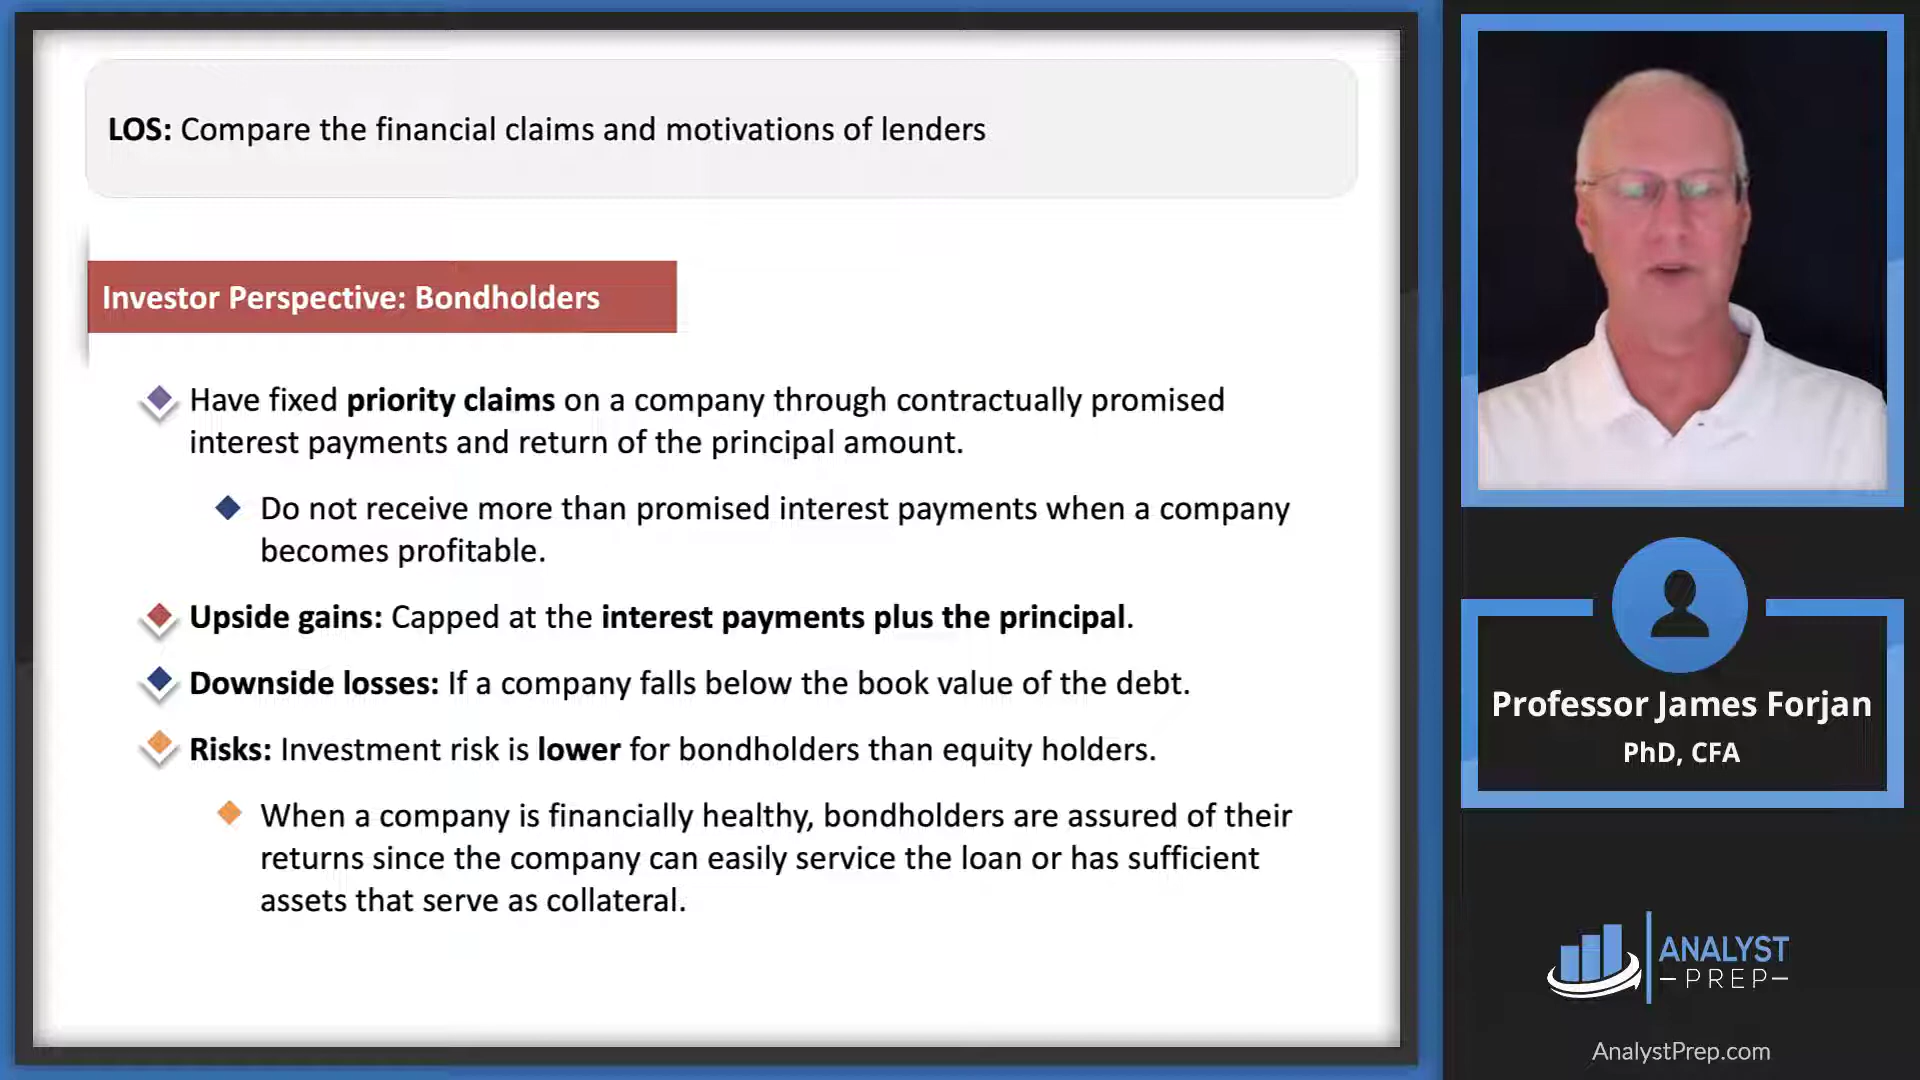 LOS: Compare the financial claims and motivations of lenders
Investor Perspective: Bondholders
Have fixed priority claims on a company through contractually promised
interest payments and return of the principal amount.
Do not receive more than promised interest payments when a company
becomes profitable.
Upside gains: Capped at the interest payments plus the principal.
Downside losses: If a company falls below the book value of the debt.
Risks: Investment risk is lower for bondholders than equity holders.
When a company is financially healthy, bondholders are assured of their
returns since the company can easily service the loan or has sufficient
assets that serve as collateral.
Professor James Forjan
PhD, CFA
ANALYST
PREP
AnalystPrep.com